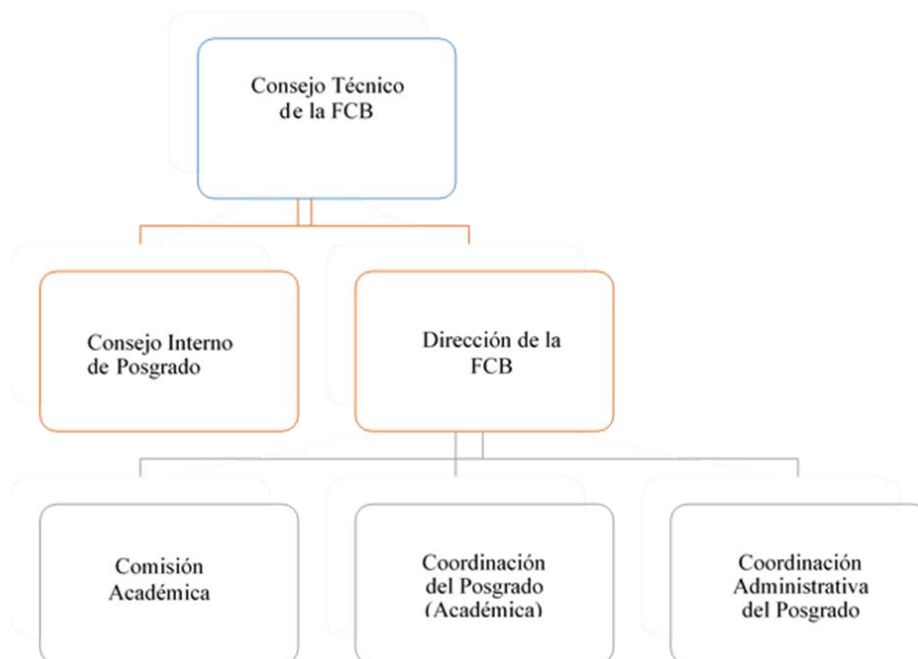 Consejo Técnico
de la FCB
Consejo Interno
de Posgrado
Dirección de la
FCB
Comisión
Académica
Coordinación
del Posgrado
(Académica)
Coordinación
Administrativa
del Posgrado